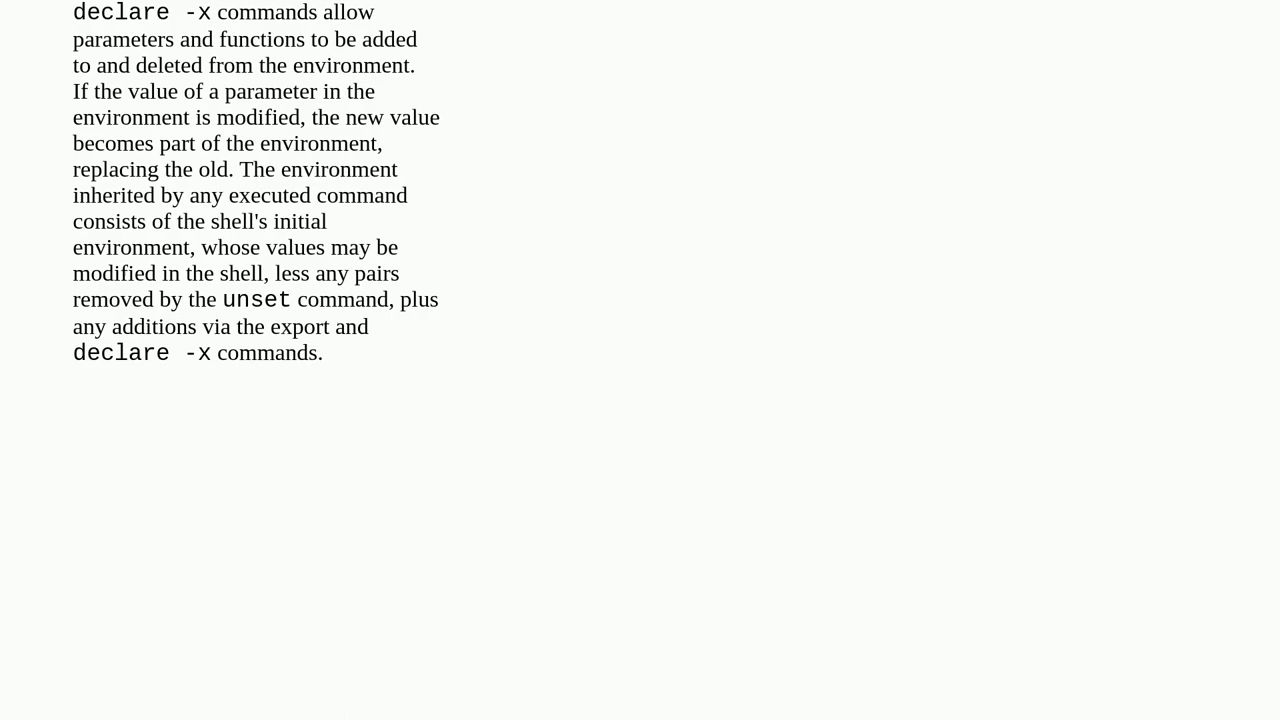 declare -x commands allow
parameters and functions to be added
to and deleted from the environment.
If the value of a parameter in the
environment is modified, the new value
becomes part of the environment,
replacing the old. The environment
inherited by any executed command
consists of the shell's initial
environment, whose values may be
modified in the shell, less any pairs
removed by the unset command, plus
any additions via the export and
declare -x commands.